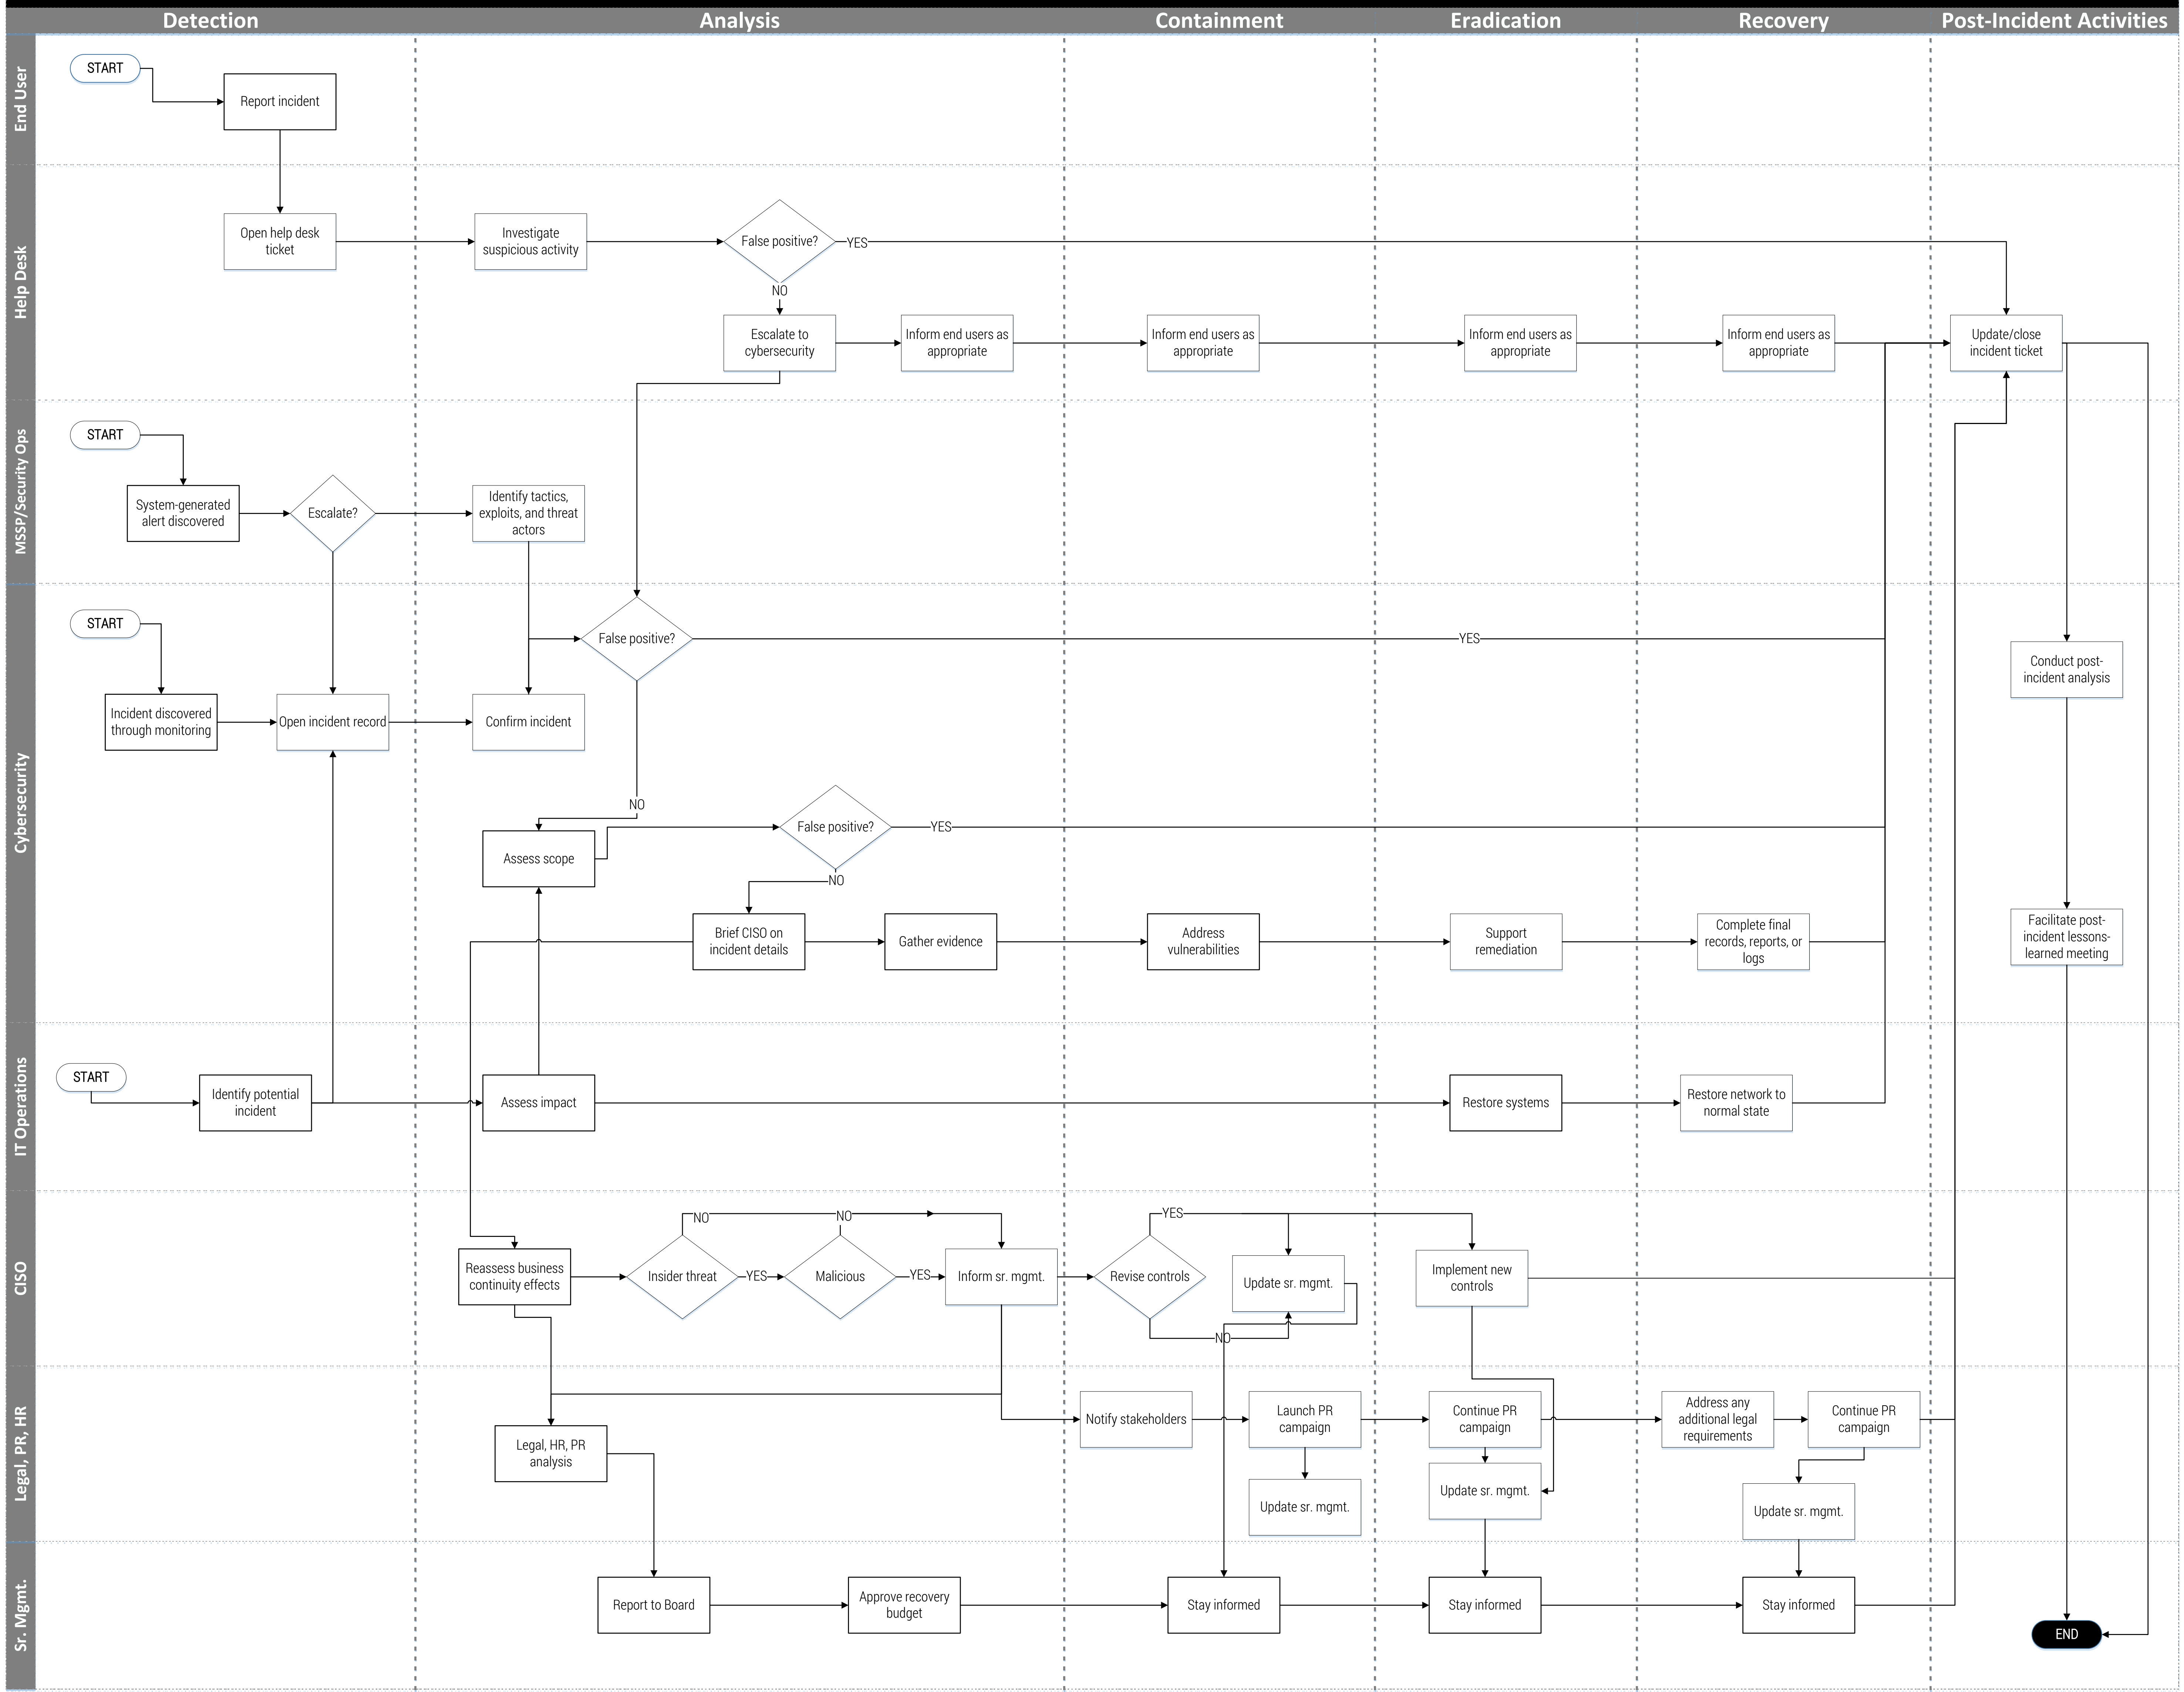 Detection
Analysis
Containment
Eradication
Recovery
Post-Incident Activities
End User
START
Report incident
Help Desk
Open help desk
ticket
Investigate
suspicious activity
False positive?
YES
NO
Escalate to
cybersecurity
Inform end users as
appropriate
Inform end users as
appropriate
Inform end users as
appropriate
Inform end users as
appropriate
Update/close
incident ticket
MSSP/Security Ops
START
System-generated
alert discovered
Escalate?
Identify tactics,
exploits, and threat
actors
Cybersecurity
START
Incident discovered
through monitoring
Open incident record
Confirm incident
False positive?
YES
NO
Conduct post-
incident analysis
Assess scope
False positive?
YES
NO
Brief CISO on
incident details
Gather evidence
Address
vulnerabilities
Support
remediation
Complete final
records, reports, or
logs
Facilitate post-
incident lessons-
learned meeting
IT Operations
START
Identify potential
incident
Assess impact
Restore systems
Restore network to
normal state
CISO
Reassess business
continuity effects
Insider threat
NO
YES
Malicious
NO
YES
Inform sr. mgmt.
Revise controls
YES
NO
Update sr. mgmt.
Implement new
controls
Legal, PR, HR
Legal, HR, PR
analysis
Notify stakeholders
Launch PR
campaign
Update sr. mgmt.
Continue PR
campaign
Update sr. mgmt.
Address any
additional legal
requirements
Continue PR
campaign
Update sr. mgmt.
Sr. Mgmt.
Report to Board
Approve recovery
budget
Stay informed
Stay informed
Stay informed
END